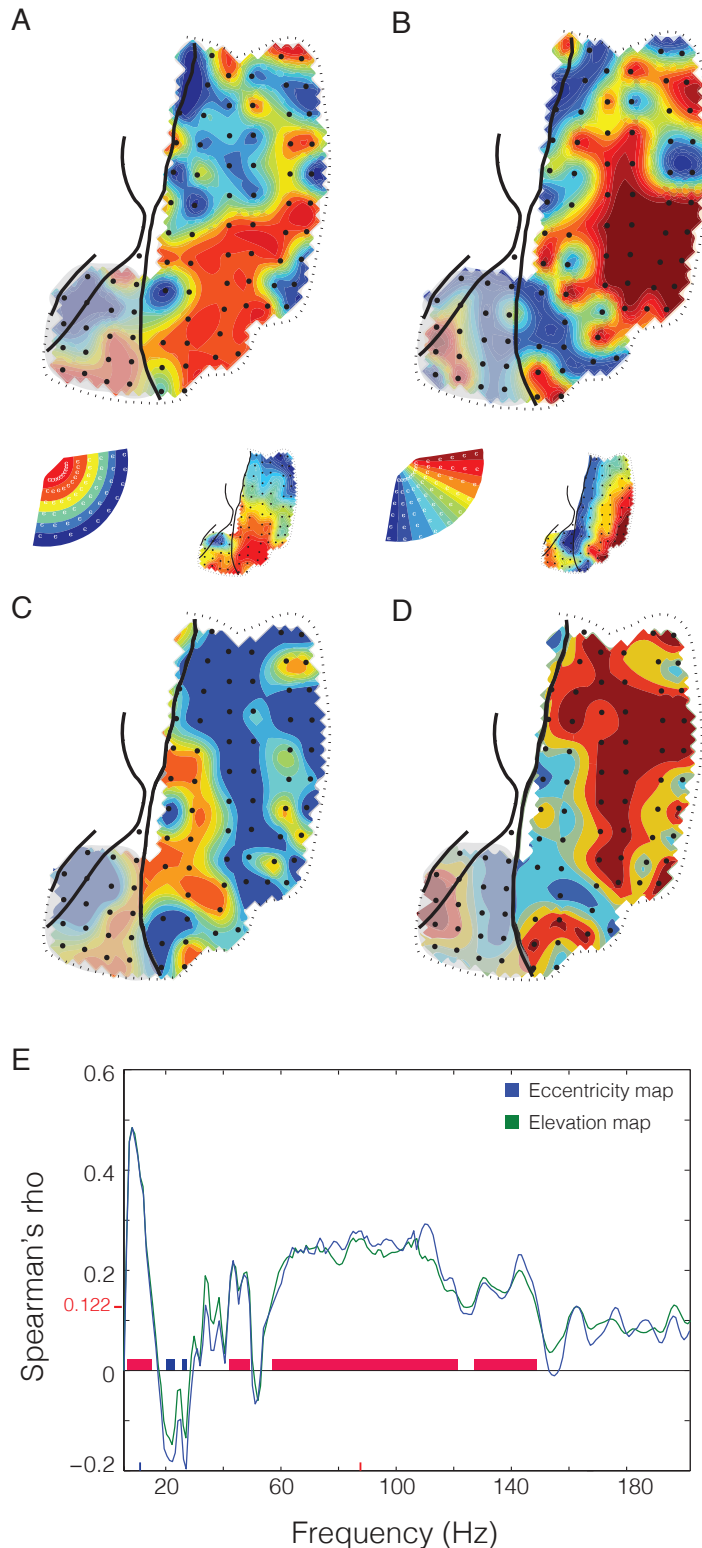 A
B
C
D
E
Eccentricity map
Elevation map
Spearman's rho
0.6
0.4
0.2
0.122
0
−0.2
20
60
100
140
180
Frequency (Hz)